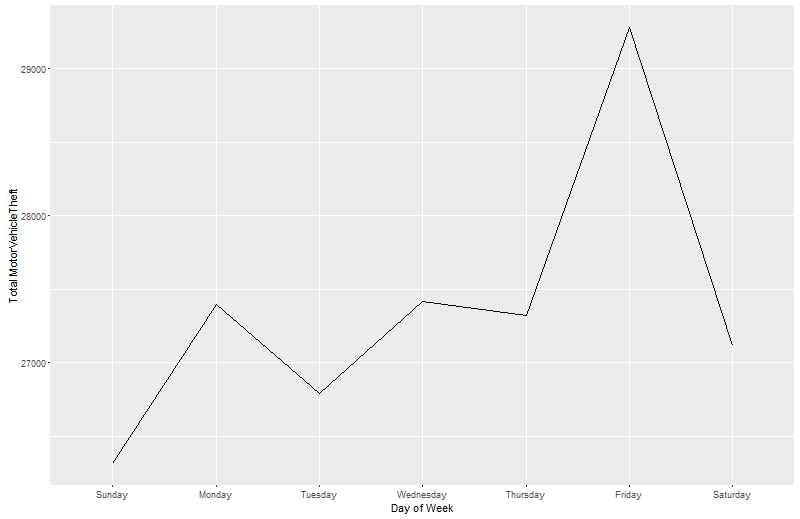 29000
28000
27000
Total MotorVehicleTheft
Sunday Monday Tuesday Wednesday Thursday Friday Saturday
Day of Week